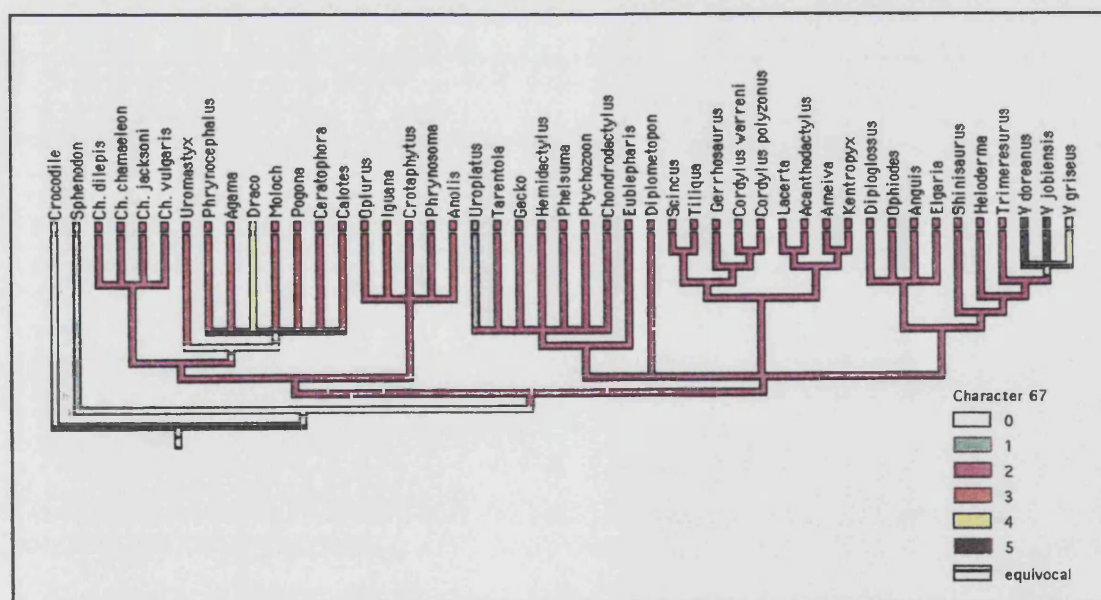 Crocodile
Sphenodon
Ch. dilepis
Ch. chamaeleon
Ch. jacksoni
Ch. vulgaris
Uromastyx
Phrynocephalus
Agama
Draco
Moloch
Pogona
Ceratophora
Calotes
Oplurus
Iguana
Crotaphytus
Phrynosoma
Anolis
Uroplatus
Tarentola
Gecko
Hemidactylus
Phelsuma
Ptychozoon
Chondrodactylus
Eublepharis
Diplometopon
Scincus
Tiliqua
Gerrhosaurus
Cordylus warreni
Cordylus polyzonus
Lacerta
Acanthodactylus
Ameiva
Kentropyx
Diploglossus
Ophiodes
Anguis
Elgaria
Shinisaurus
Heloderma
Trimeresurus
V doreanus
V jobiensis
V griseus
Character 67
0
1
2
3
4
5
equivocal